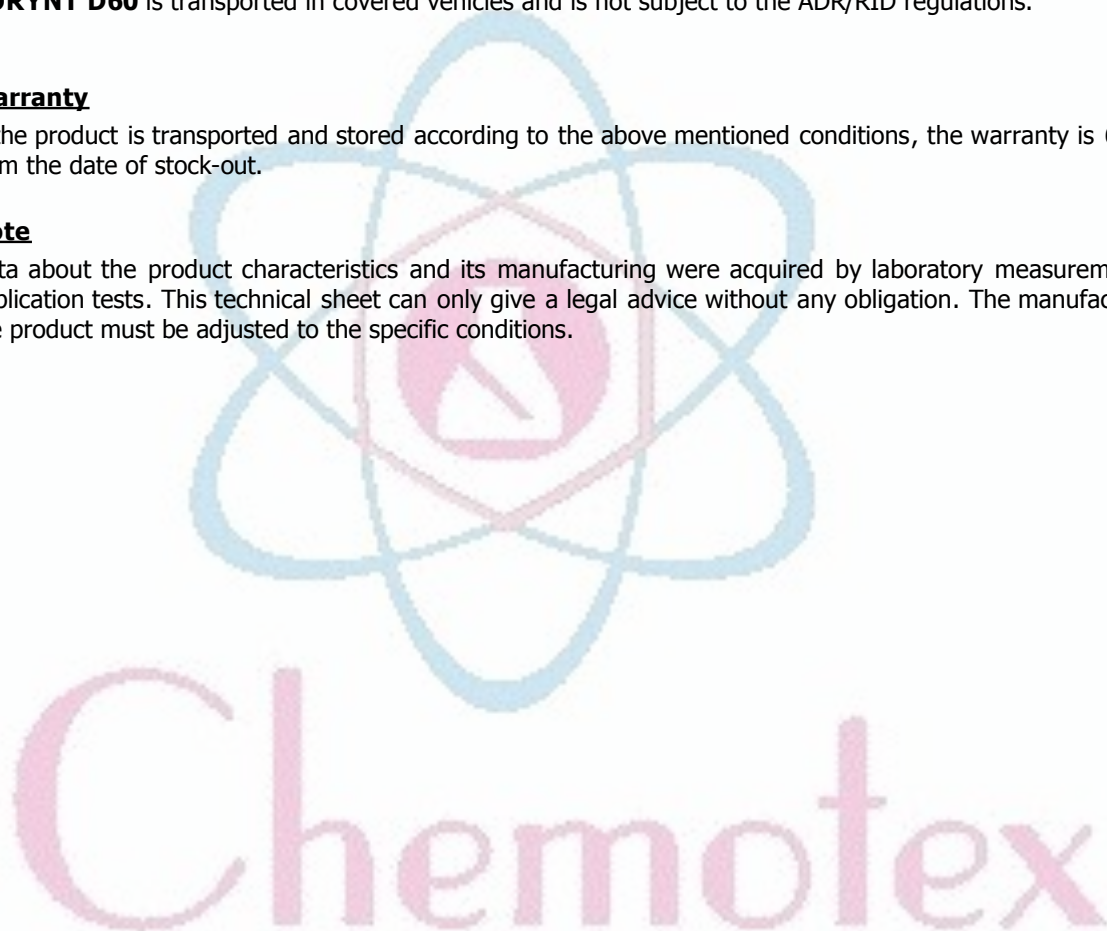 D60 is transported in covered vehicles and is not subject to the ADR/RID regulations.
arranty
the product is transported and stored according to the above mentioned conditions, the warranty is
m the date of stock-out.
ote
ta about the product characteristics and its manufacturing were acquired by laboratory measurem
plication tests. This technical sheet can only give a legal advice without any obligation. The manufac
e product must be adjusted to the specific conditions.
Chemotex